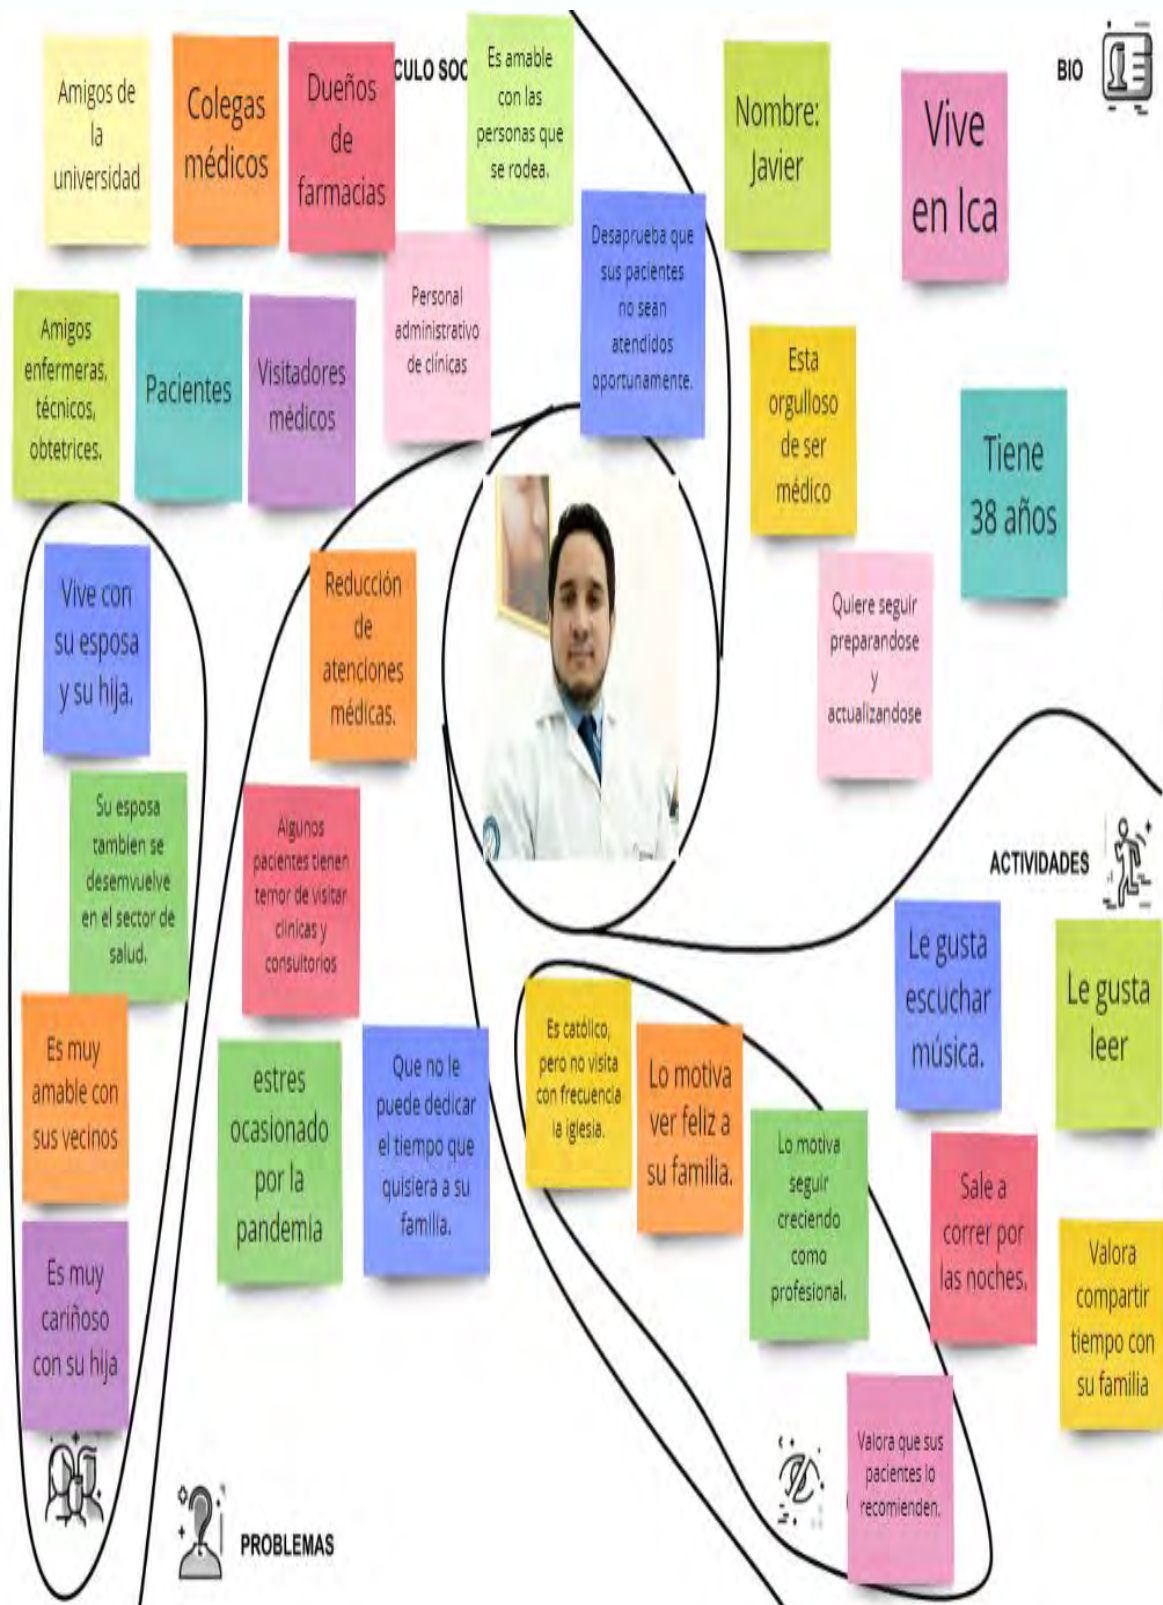 Amigos de
la
universidad
Colegas
médicos
Dueños
de
farmacias
CULO SOC
Es amable
con las
personas que
se rodea.
Desaprueba que
sus pacientes
no sean
atendidos
oportunamente.
Personal
administrativo
de clínicas
Amigos
enfermeras,
técnicos,
obtetrices.
Pacientes
Visitadores
médicos
BIO
Nombre:
Javier
Vive
en Ica
Esta
orgulloso
de ser
médico
Tiene
38 años
Quiere seguir
preparandose
y
actualizandose
Vive con
su esposa
y su hija.
Su esposa
tambien se
desemvuelve
en el sector de
salud.
Es muy
amable con
sus vecinos
Es muy
cariñoso
con su hija
Reducción
de
atenciones
médicas.
Algunos
pacientes tienen
temor de visitar
clinicas y
consultorios
estres
ocasionado
por la
pandemia
Que no le
puede dedicar
el tiempo que
quisiera a su
familia.
PROBLEMAS
Es católico,
pero no visita
con frecuencia
la iglesia.
Lo motiva
ver feliz a
su familia.
Lo motiva
seguir
creciendo
como
profesional.
Valora que sus
pacientes lo
recomienden.
ACTIVIDADES
Le gusta
escuchar
música.
Le gusta
leer
Sale a
correr por
las noches.
Valora
compartir
tiempo con
su familia